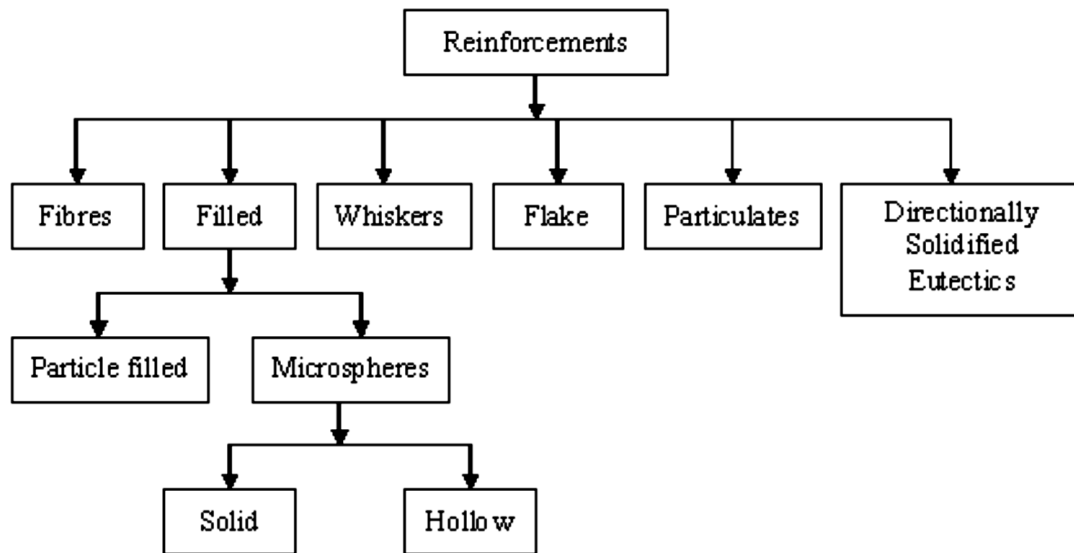 Reinforcements
Fibres
Filled
Whiskers
Flake
Particulates
Directionally
Solidified
Eutectics
Particle filled
Microspheres
Solid
Hollow